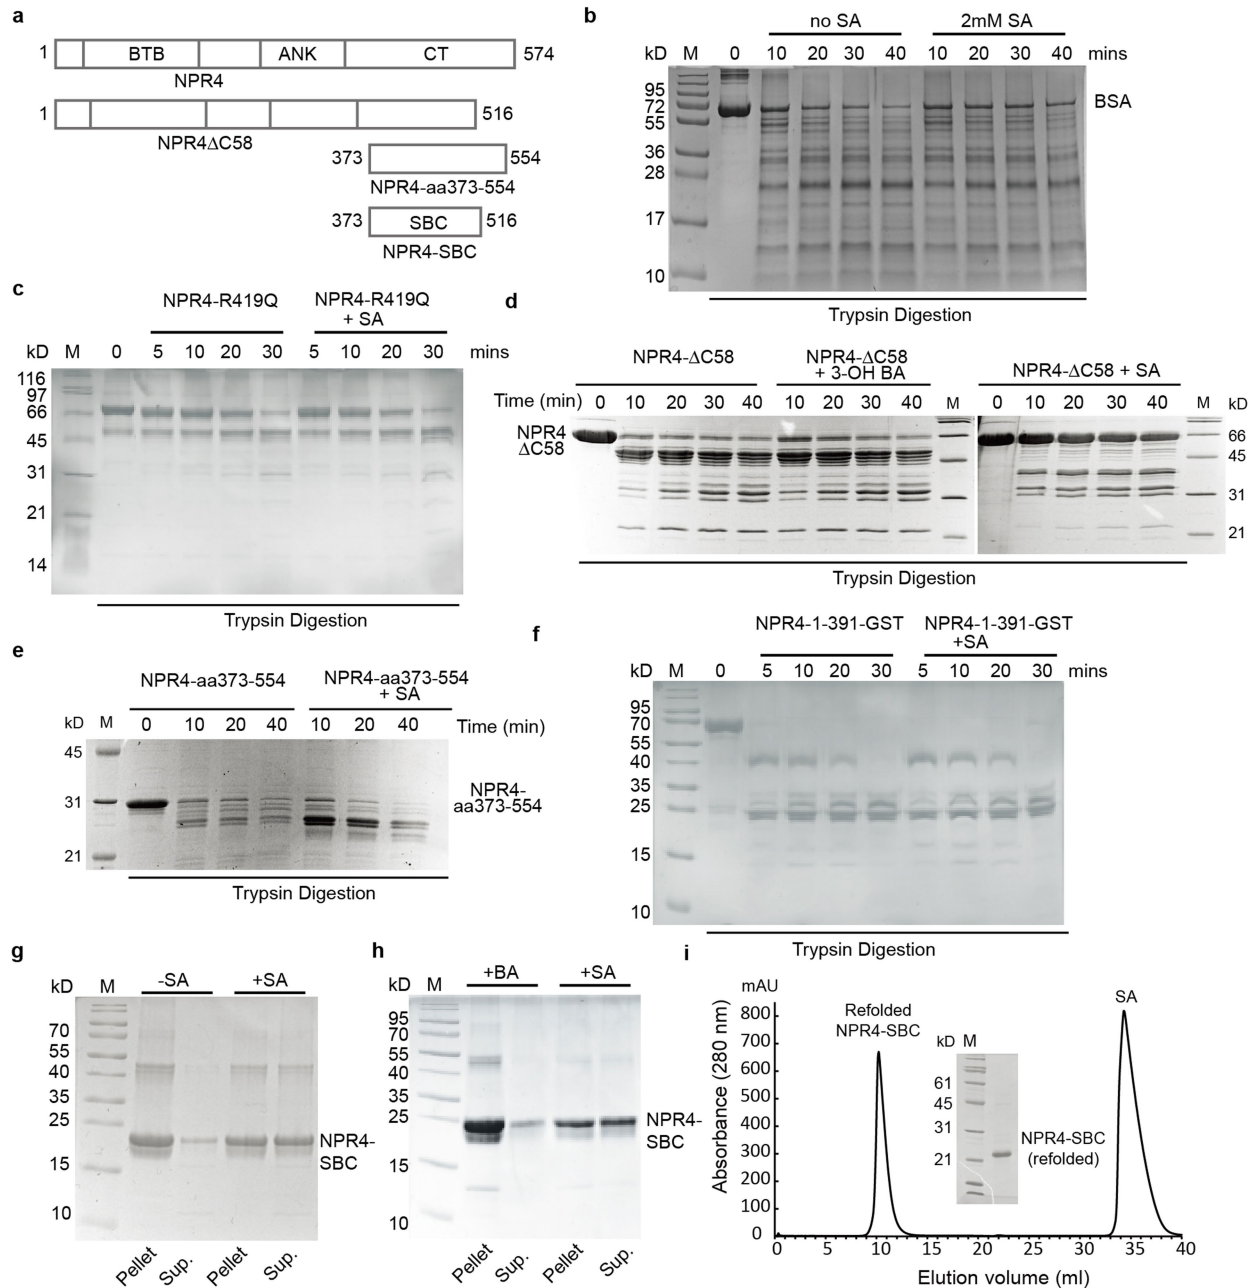 a
1 BTB ANK CT 574
NPR4
1 516
NPR4ΔC58
373 554
NPR4-aa373-554
373 SBC 516
NPR4-SBC
b
no SA 2mM SA
kD M 0 10 20 30 40 10 20 30 40 mins
95
72
55
36
28
17
10
BSA
Trypsin Digestion
c
NPR4-R419Q NPR4-R419Q
+ SA
kD M 0 5 10 20 30 5 10 20 30 mins
116
97
66
45
31
21
14
Trypsin Digestion
d
NPR4-ΔC58 NPR4-ΔC58
+ 3-OH BA
NPR4-ΔC58 + SA
Time (min) 0 10 20 30 40 10 20 30 40 M 0 10 20 30 40 M kD
NPR4
ΔC58
66
45
31
21
Trypsin Digestion
e
NPR4-aa373-554 NPR4-aa373-554
+ SA
kD M 0 10 20 40 10 20 40 Time (min)
45
31
21
NPR4-
aa373-554
Trypsin Digestion
f
NPR4-1-391-GST NPR4-1-391-GST
+SA
kD M 0 5 10 20 30 5 10 20 30 mins
95
70
55
40
35
25
15
10
Trypsin Digestion
g
-SA +SA
kD M
70
55
40
35
25
15
10
NPR4-
SBC
Pellet Sup. Pellet Sup.
h
+BA +SA
kD M
95
70
55
40
35
25
15
10
NPR4-
SBC
Pellet Sup. Pellet Sup.
i
mAU
Absorbance (280 nm)
800
700
600
500
400
300
200
100
0
Refolded
NPR4-SBC
SA
kD M
61
45
31
21
NPR4-SBC
(refolded)
0 5 10 15 20 25 30 35 40
Elution volume (ml)